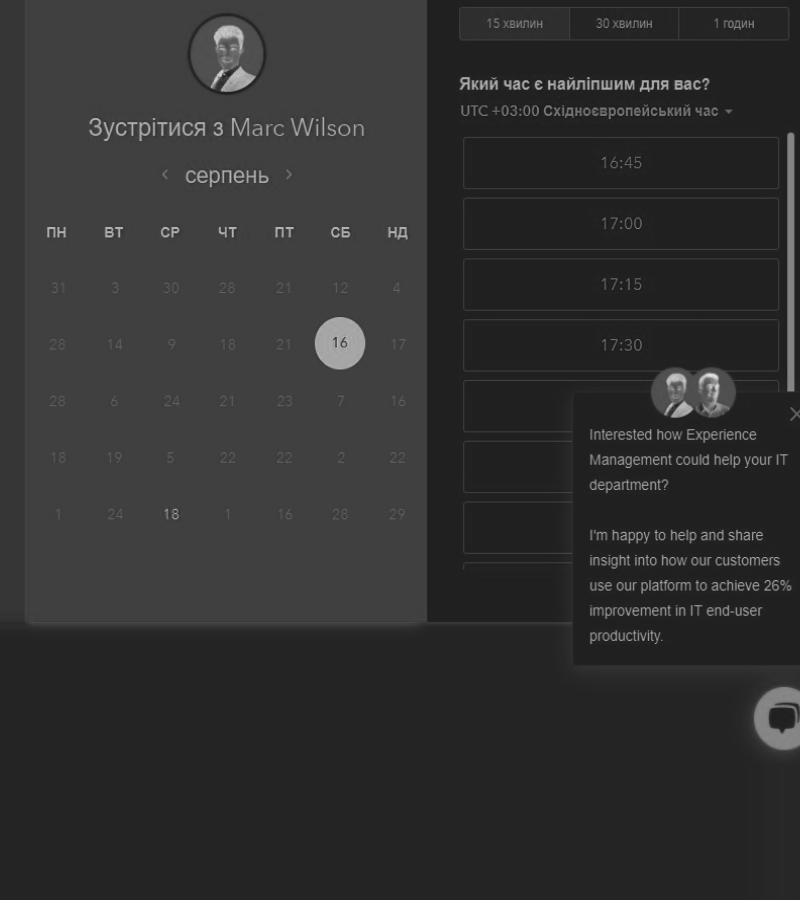 Зустрітися з Marc Wilson
серпень
ПН ВТ СР ЧТ ПТ СБ НД
31 3 30 28 21 12 4
28 14 9 18 21 16 17
28 6 24 21 23 7 16
18 19 5 22 22 2 22
1 24 18 1 16 28 29
15 хвилин 30 хвилин 1 годин
Який час є найліпшим для вас?
UTC +03:00 Східноєвропейський час
16:45
17:00
17:15
17:30
Interested how Experience
Management could help your IT
department?
I'm happy to help and share
insight into how our customers
use our platform to achieve 26%
improvement in IT end-user
productivity.